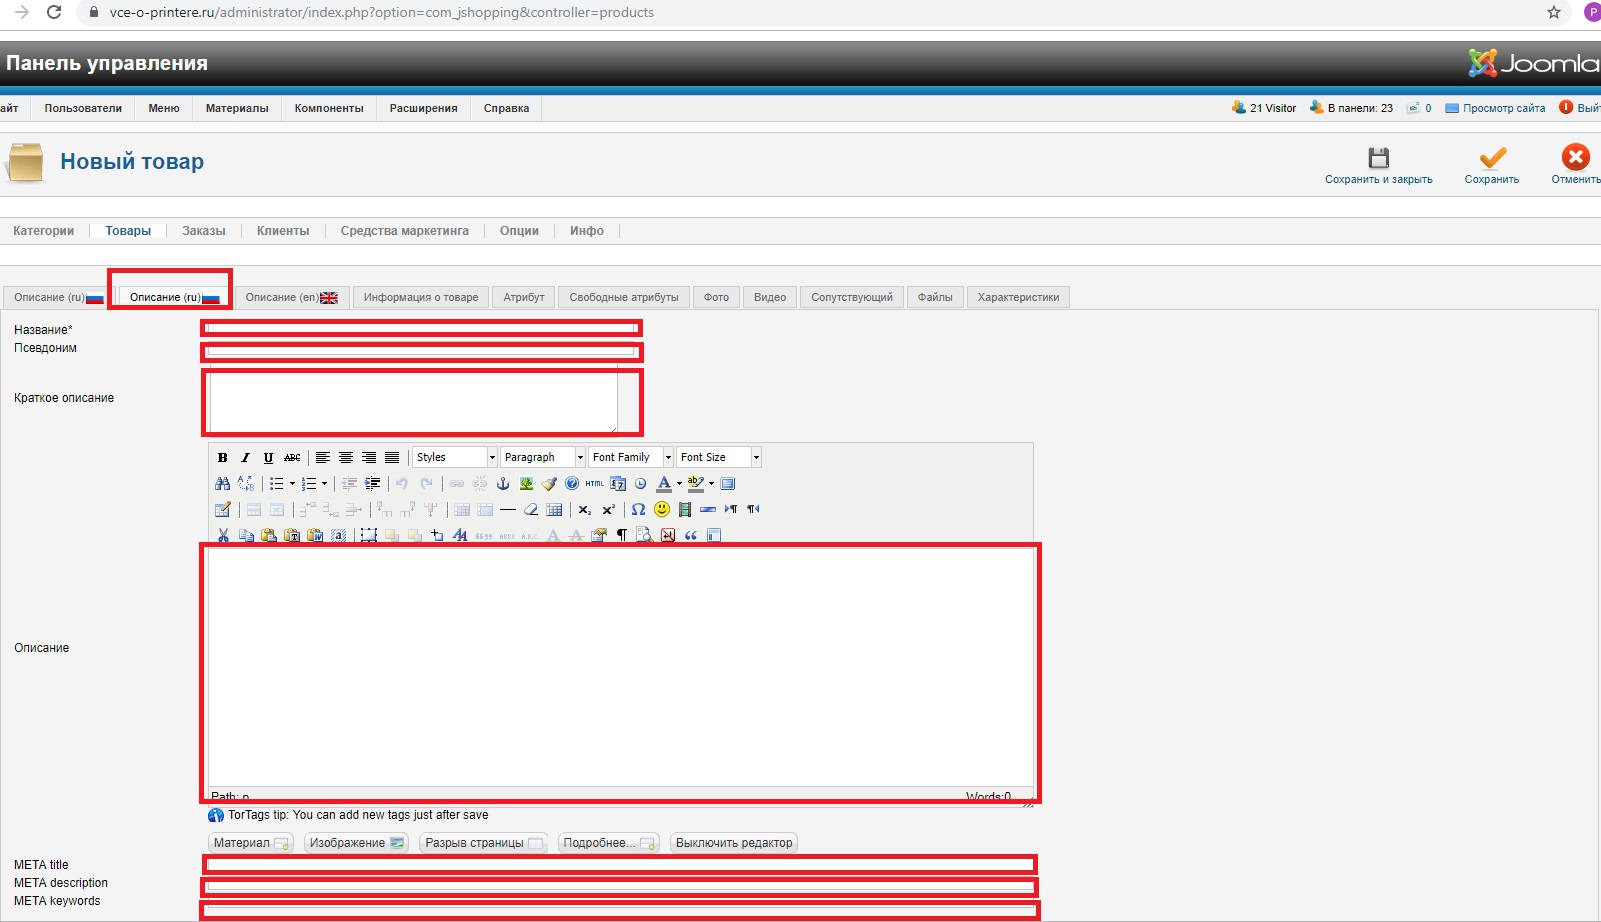 vce-o-printere.ru/administrator/index.php?option=com_jshopping&controller=products
P
Панель управления
Joomla
айт Пользователи Меню Материалы Компоненты Расширения Справка 21 Visitor В панели: 23 0 Просмотр сайта Вый
Новый товар
Сохранить и закрыть Сохранить Отменить
Категории Товары Заказы Клиенты Средства маркетинга Опции Инфо
Описание (ru) Описание (ru) Описание (en) Информация о товаре Атрибут Свободные атрибуты Фото Видео Сопутствующий Файлы Характеристики
Название*
Псевдоним
Краткое описание
B I U ABC Styles Paragraph Font Family Font Size
HTML
Описание
Path: p Words:0
TorTags tip: You can add new tags just after save
Материал Изображение Разрыв страницы Подробнее... Выключить редактор
META title
META description
META keywords